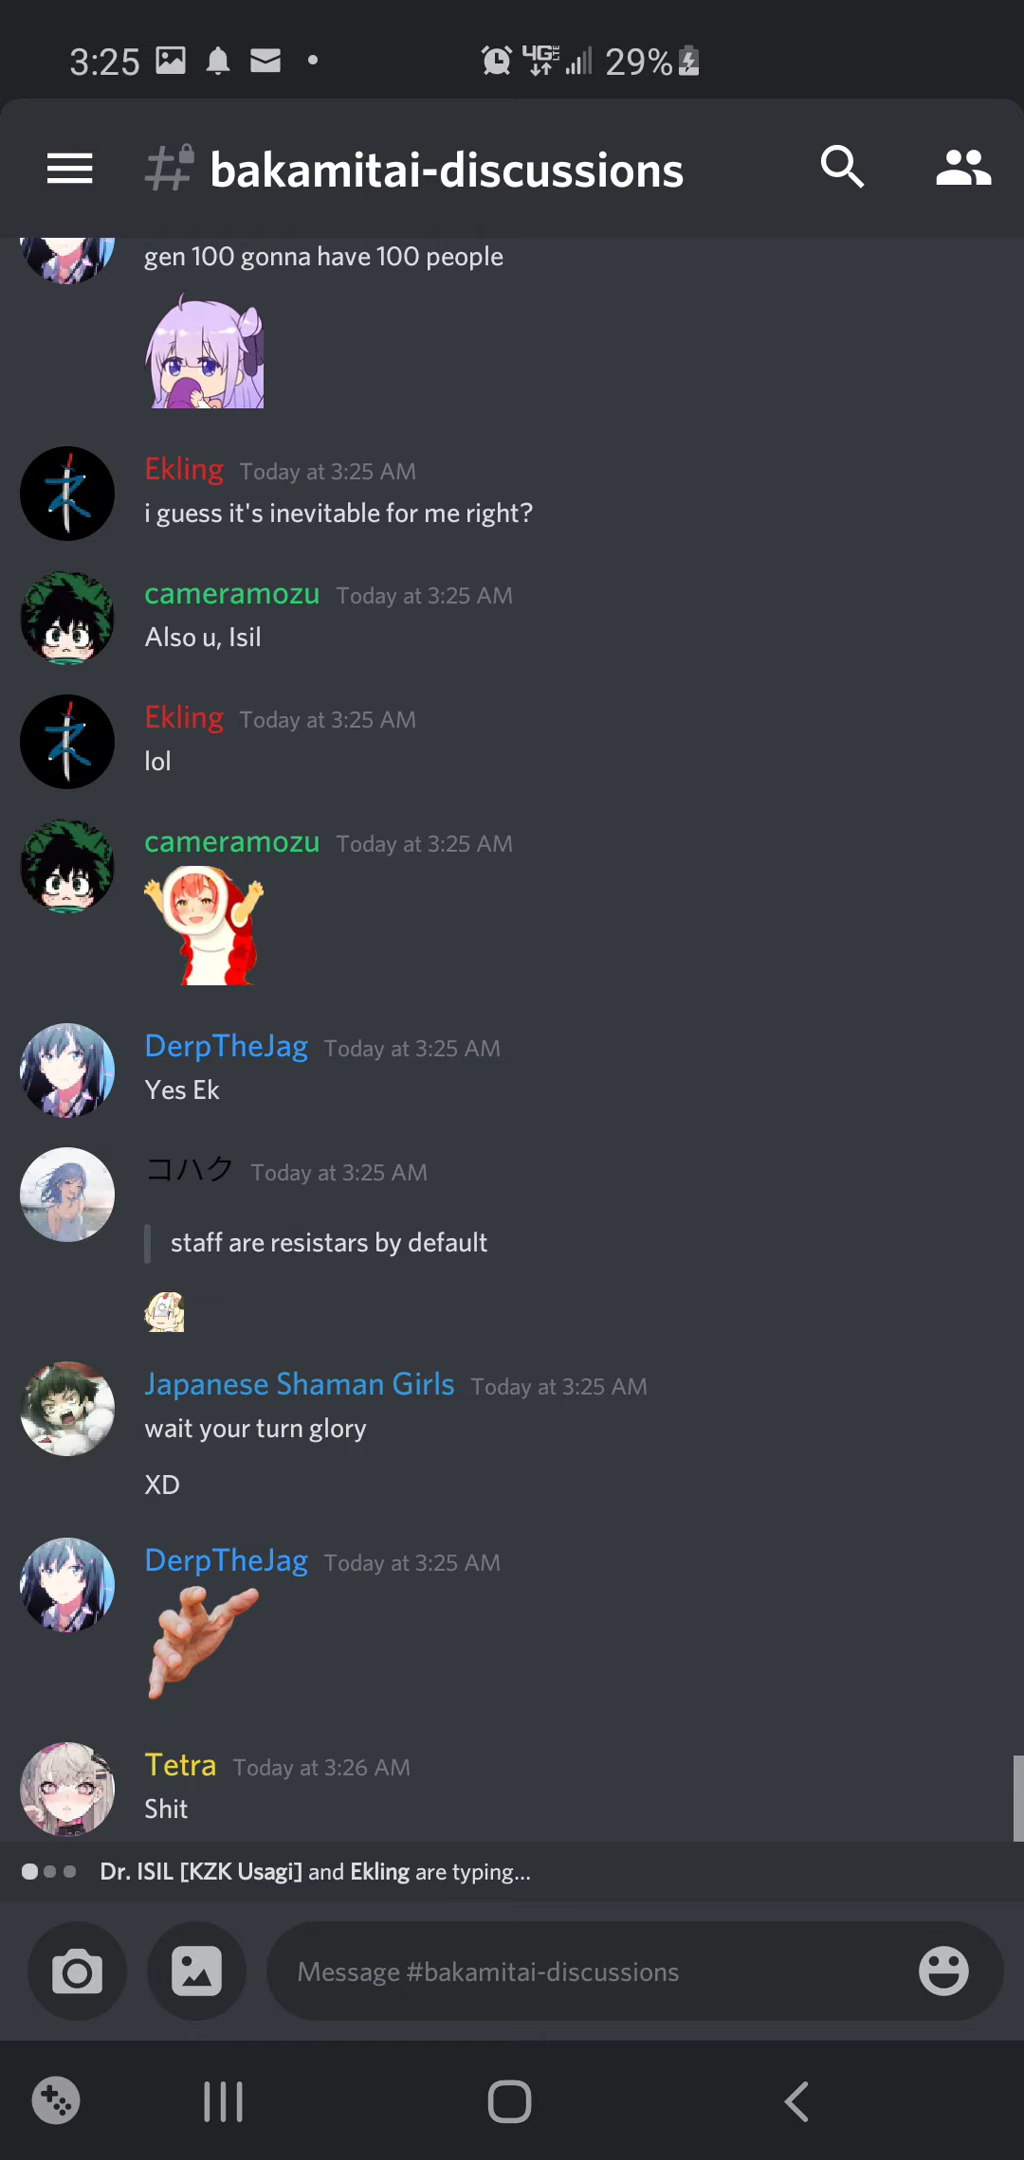 3:25 4G LTE 29%
bakamitai-discussions
gen 100 gonna have 100 people
Ekling Today at 3:25 AM
i guess it's inevitable for me right?
cameramozu Today at 3:25 AM
Also u, Isil
Ekling Today at 3:25 AM
lol
cameramozu Today at 3:25 AM
DerpTheJag Today at 3:25 AM
Yes Ek
コハク Today at 3:25 AM
staff are resistars by default
Japanese Shaman Girls Today at 3:25 AM
wait your turn glory
XD
DerpTheJag Today at 3:25 AM
Tetra Today at 3:26 AM
Shit
Dr. ISIL [KZK Usagi] and Ekling are typing...
Message #bakamitai-discussions